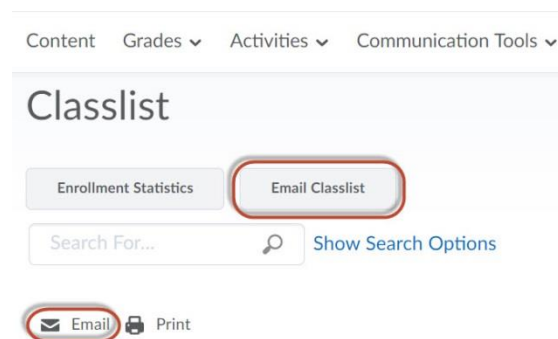 Content Grades Activities Communication Tools
Classlist
Enrollment Statistics Email Classlist
Search For... Show Search Options
Email Print